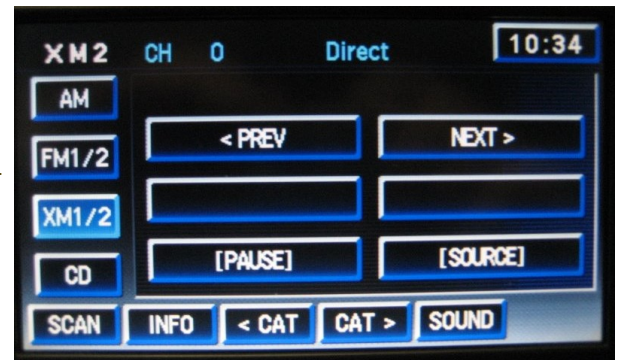 XM2 CH 0 Direct 10:34
AM
< PREV NEXT >
FM1/2
XM1/2
[PAUSE] [SOURCE]
CD
SCAN INFO < CAT CAT > SOUND